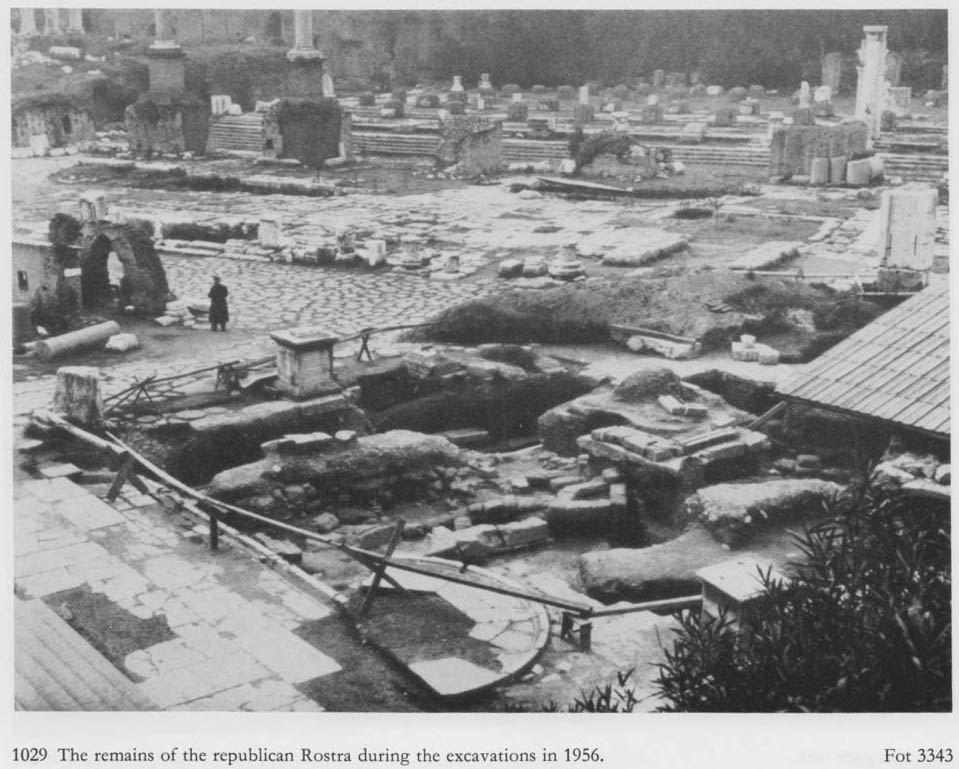 1029 The remains of the republican Rostra during the excavations in 1956. Fot 3343